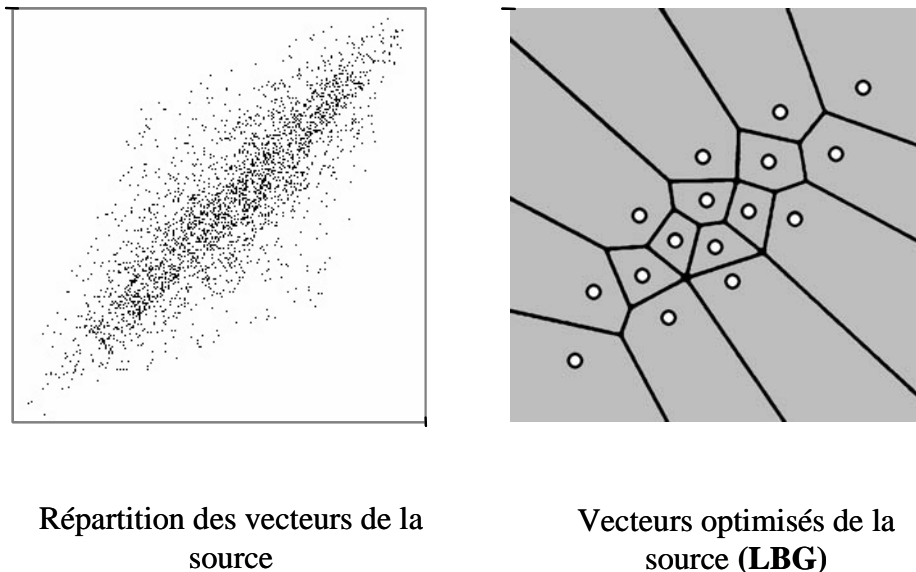 Répartition des vecteurs de la
source
Vecteurs optimisés de la
source (LBG)